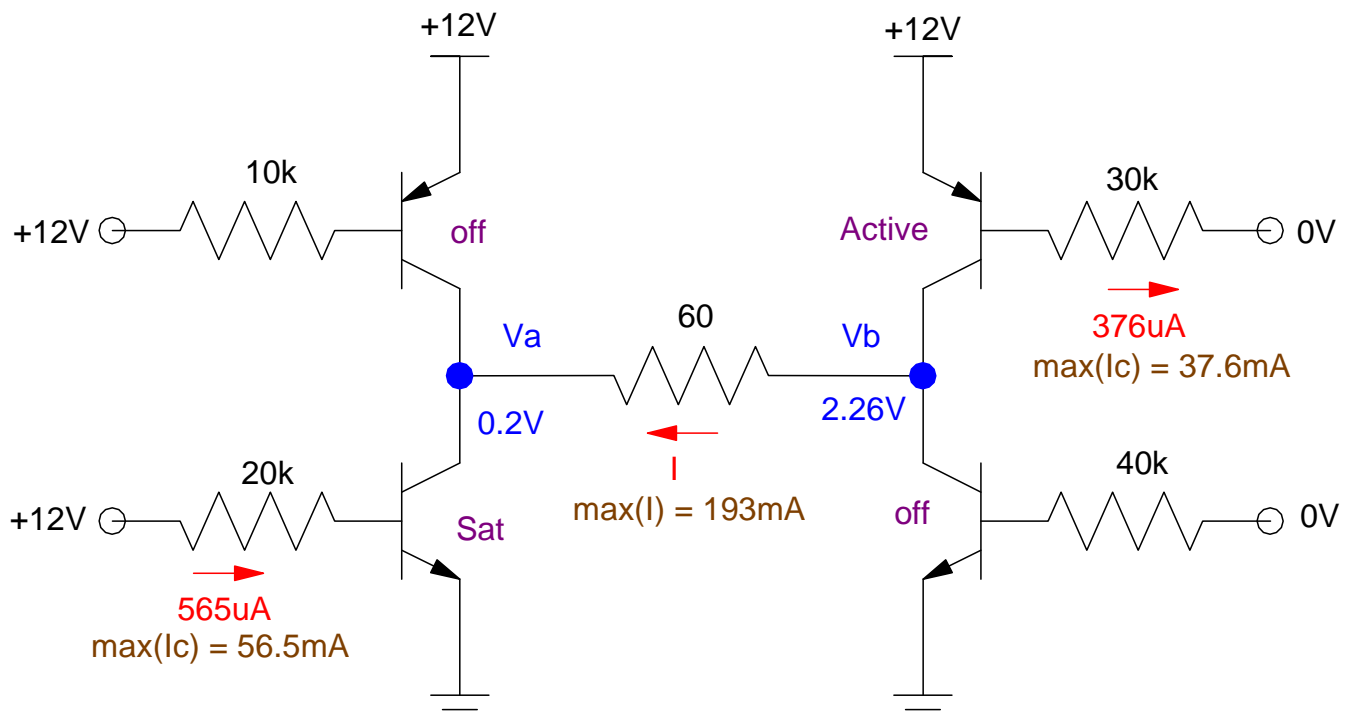 +12V
+12V
10k
30k
+12V
off
Active
0V
60
Va
Vb
376uA
max(Ic) = 37.6mA
0.2V
2.26V
20k
I
40k
+12V
max(I) = 193mA
off
0V
Sat
565uA
max(Ic) = 56.5mA